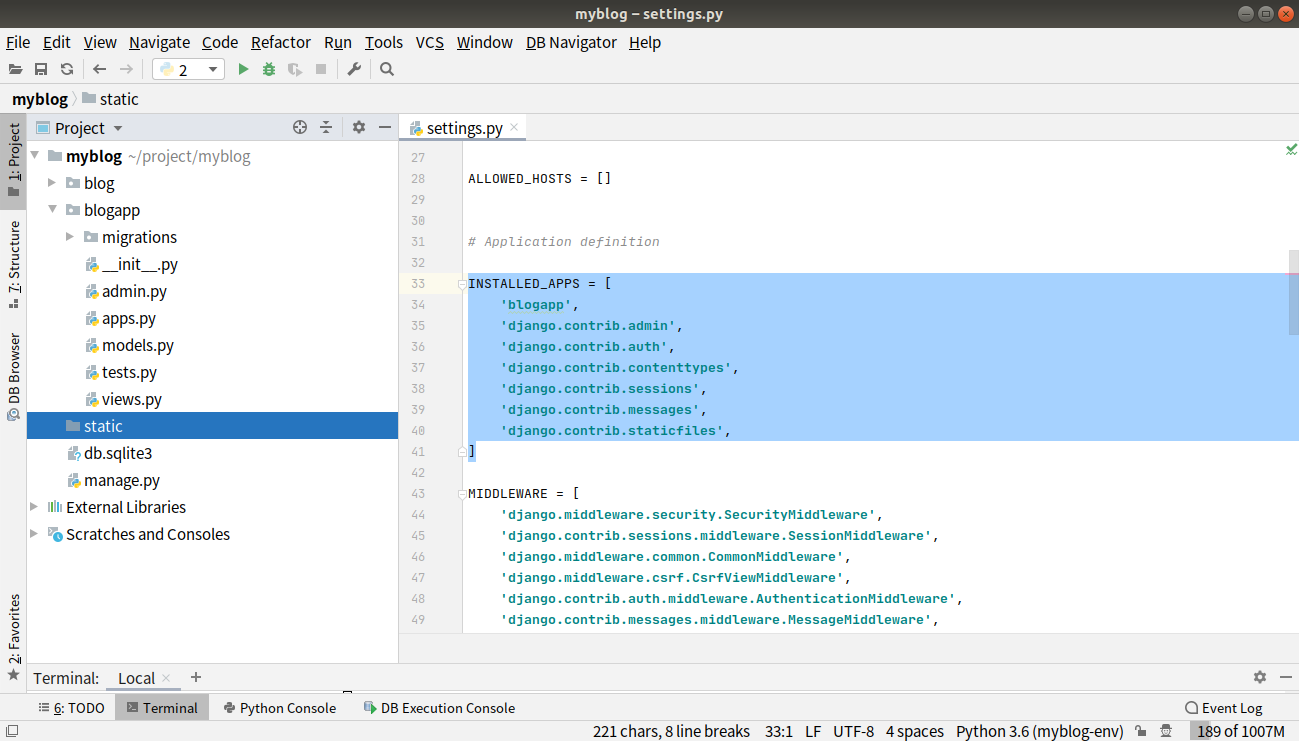 myblog – settings.py
File Edit View Navigate Code Refactor Run Tools VCS Window DB Navigator Help
2
myblog static
1: Project
7: Structure
DB Browser
2: Favorites
Project
myblog ~/project/myblog
blog
blogapp
migrations
__init__.py
admin.py
apps.py
models.py
tests.py
views.py
static
db.sqlite3
manage.py
External Libraries
Scratches and Consoles
settings.py
27
28 ALLOWED_HOSTS = []
29
30
31 # Application definition
32
33 INSTALLED_APPS = [
34 'blogapp',
35 'django.contrib.admin',
36 'django.contrib.auth',
37 'django.contrib.contenttypes',
38 'django.contrib.sessions',
39 'django.contrib.messages',
40 'django.contrib.staticfiles',
41 ]
42
43 MIDDLEWARE = [
44 'django.middleware.security.SecurityMiddleware',
45 'django.contrib.sessions.middleware.SessionMiddleware',
46 'django.middleware.common.CommonMiddleware',
47 'django.middleware.csrf.CsrfViewMiddleware',
48 'django.contrib.auth.middleware.AuthenticationMiddleware',
49 'django.contrib.messages.middleware.MessageMiddleware',
Terminal: Local +
6: TODO Terminal Python Console DB Execution Console Event Log
221 chars, 8 line breaks 33:1 LF UTF-8 4 spaces Python 3.6 (myblog-env) 189 of 1007M